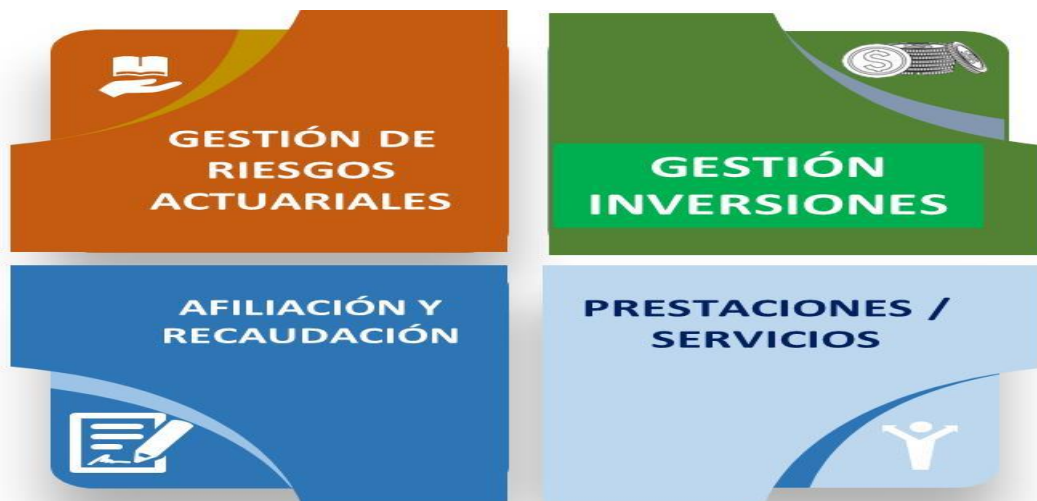 GESTIÓN DE
RIESGOS
ACTUARIALES
GESTIÓN
INVERSIONES
AFILIACIÓN Y
RECAUDACIÓN
PRESTACIONES /
SERVICIOS